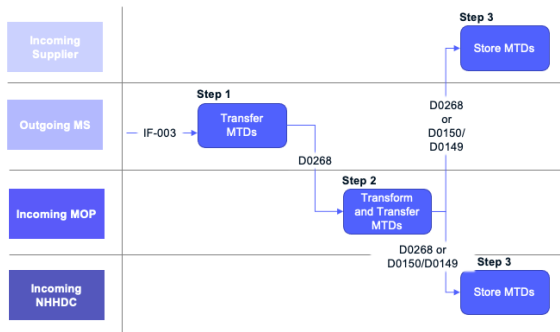 Step 3
Incoming
Supplier
Store MTDs
Step 1
D0268
or
D0150/
D0149
Outgoing MS
IF-003
Transfer
MTDs
D0268
Step 2
Incoming MOP
Transform
and Transfer
MTDs
D0268 or
D0150/D0149
Step 3
Incoming
NHHDC
Store MTDs